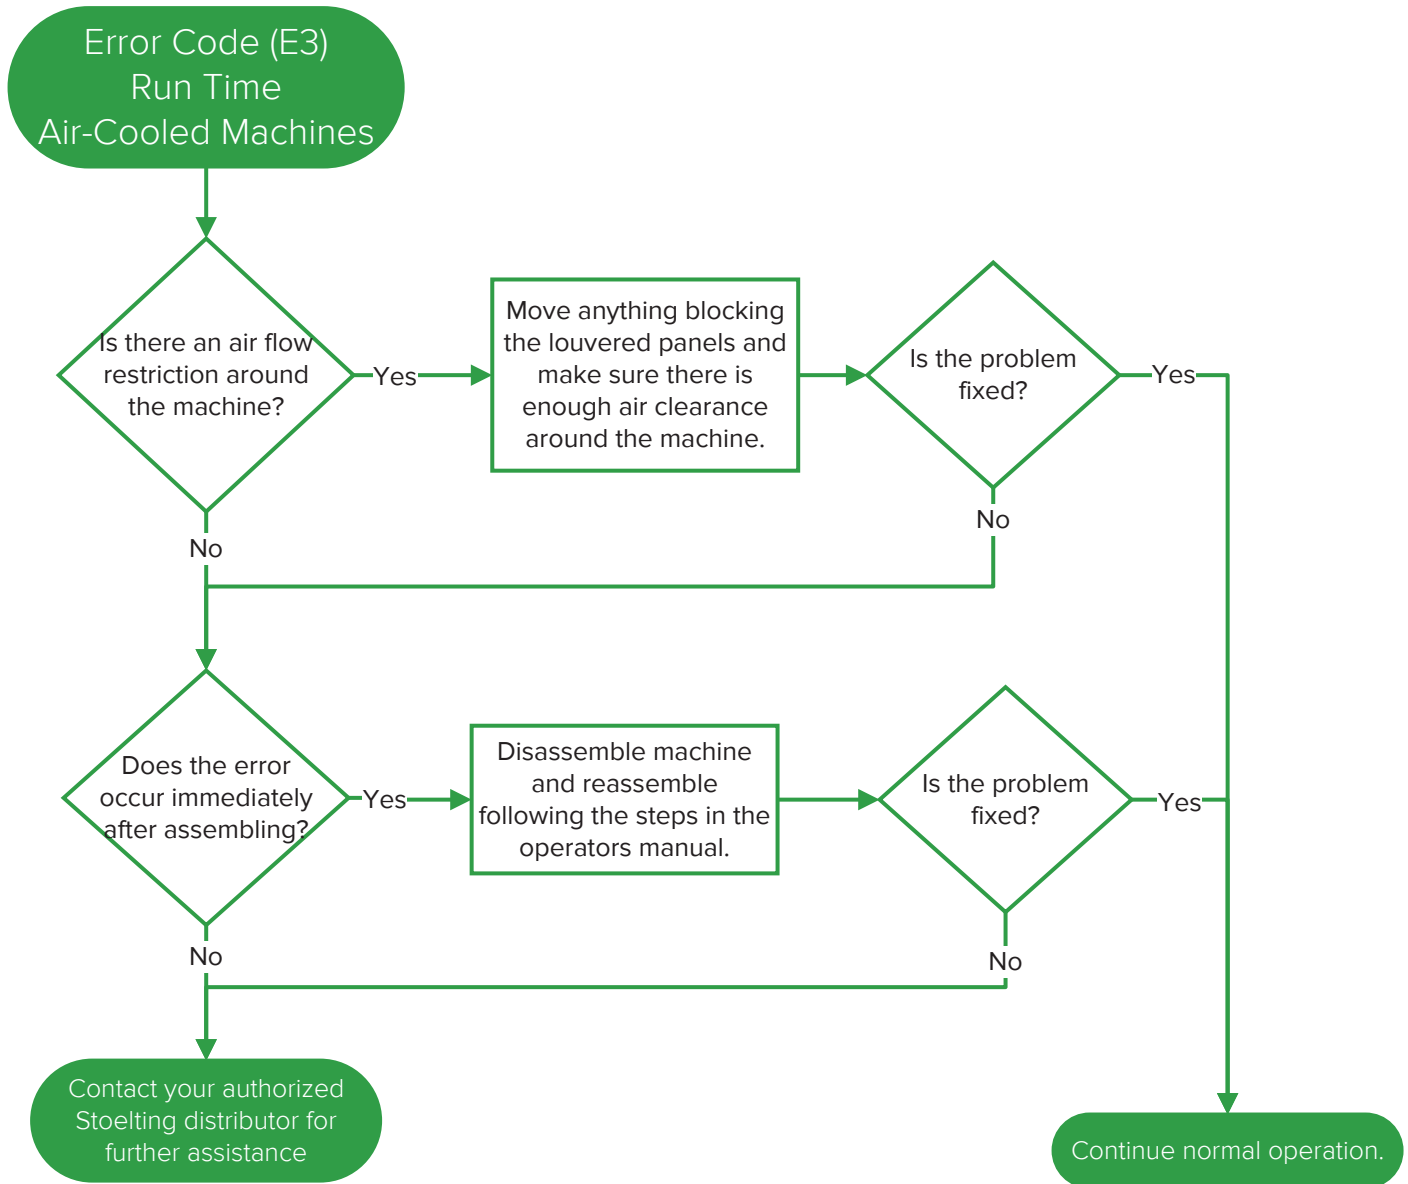 Error Code (E3)
Run Time
Air-Cooled Machines
Is there an air flow
restriction around
the machine?
Yes
Move anything blocking
the louvered panels and
make sure there is
enough air clearance
around the machine.
Is the problem
fixed?
Yes
No
No
Does the error
occur immediately
after assembling?
Yes
Disassemble machine
and reassemble
following the steps in the
operators manual.
Is the problem
fixed?
Yes
No
No
Contact your authorized
Stoelting distributor for
further assistance
Continue normal operation.